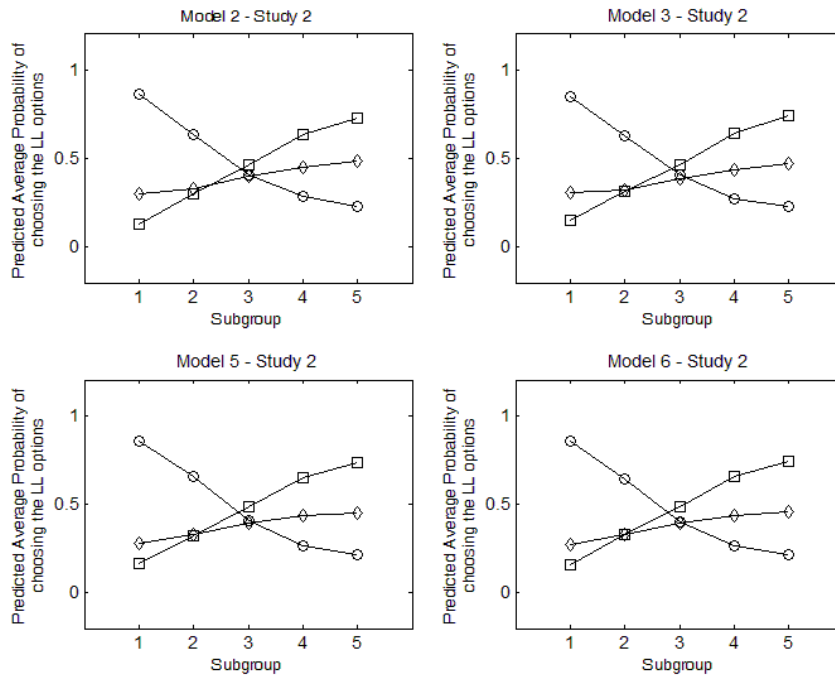 Model 2 - Study 2
Predicted Average Probability of
choosing the LL options
1
0.5
0
1 2 3 4 5
Subgroup
Model 3 - Study 2
Predicted Average Probability of
choosing the LL options
1
0.5
0
1 2 3 4 5
Subgroup
Model 5 - Study 2
Predicted Average Probability of
choosing the LL options
1
0.5
0
1 2 3 4 5
Subgroup
Model 6 - Study 2
Predicted Average Probability of
choosing the LL options
1
0.5
0
1 2 3 4 5
Subgroup